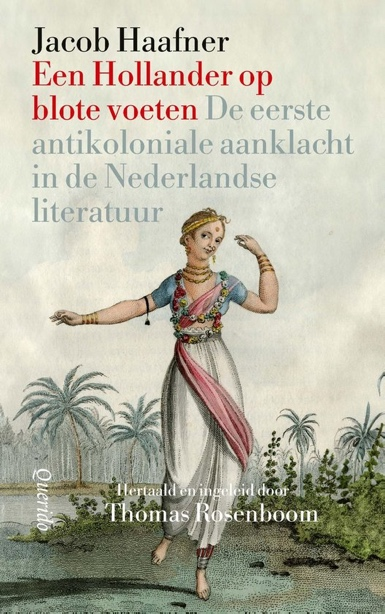 Jacob Haafner
Een Hollander op
blote voeten De eerste
antikoloniale aanklacht
in de Nederlandse
literatuur
Querido
Hertaald en ingeleid door
Thomas Rosenboom